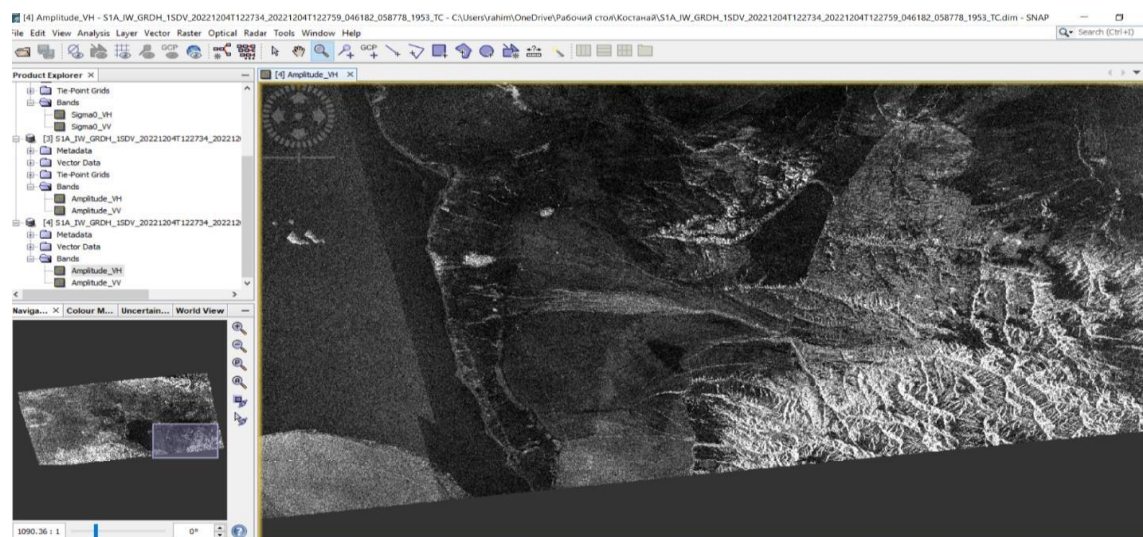 [4] Amplitude_VH - S1A_IW_GRDH_1SDV_20221204T122734_20221204T122759_046182_058778_1953_TC - C:\Users\rahim\OneDrive\Рабочий стол\Костанай\S1A_IW_GRDH_1SDV_20221204T122734_20221204T122759_046182_058778_1953_TC.dim - SNAP
File Edit View Analysis Layer Vector Raster Optical Radar Tools Window Help
Search (Ctrl+I)
GCP
GCP
Product Explorer
[4] Amplitude_VH
Tie-Point Grids
Bands
Sigma0_VH
Sigma0_VV
[3] S1A_IW_GRDH_1SDV_20221204T122734_202212
Metadata
Vector Data
Tie-Point Grids
Bands
Amplitude_VH
Amplitude_VV
[4] S1A_IW_GRDH_1SDV_20221204T122734_202212
Metadata
Vector Data
Bands
Amplitude_VH
Amplitude_VV
Naviga... Colour M... Uncertain... World View
1090.36 : 1
0°